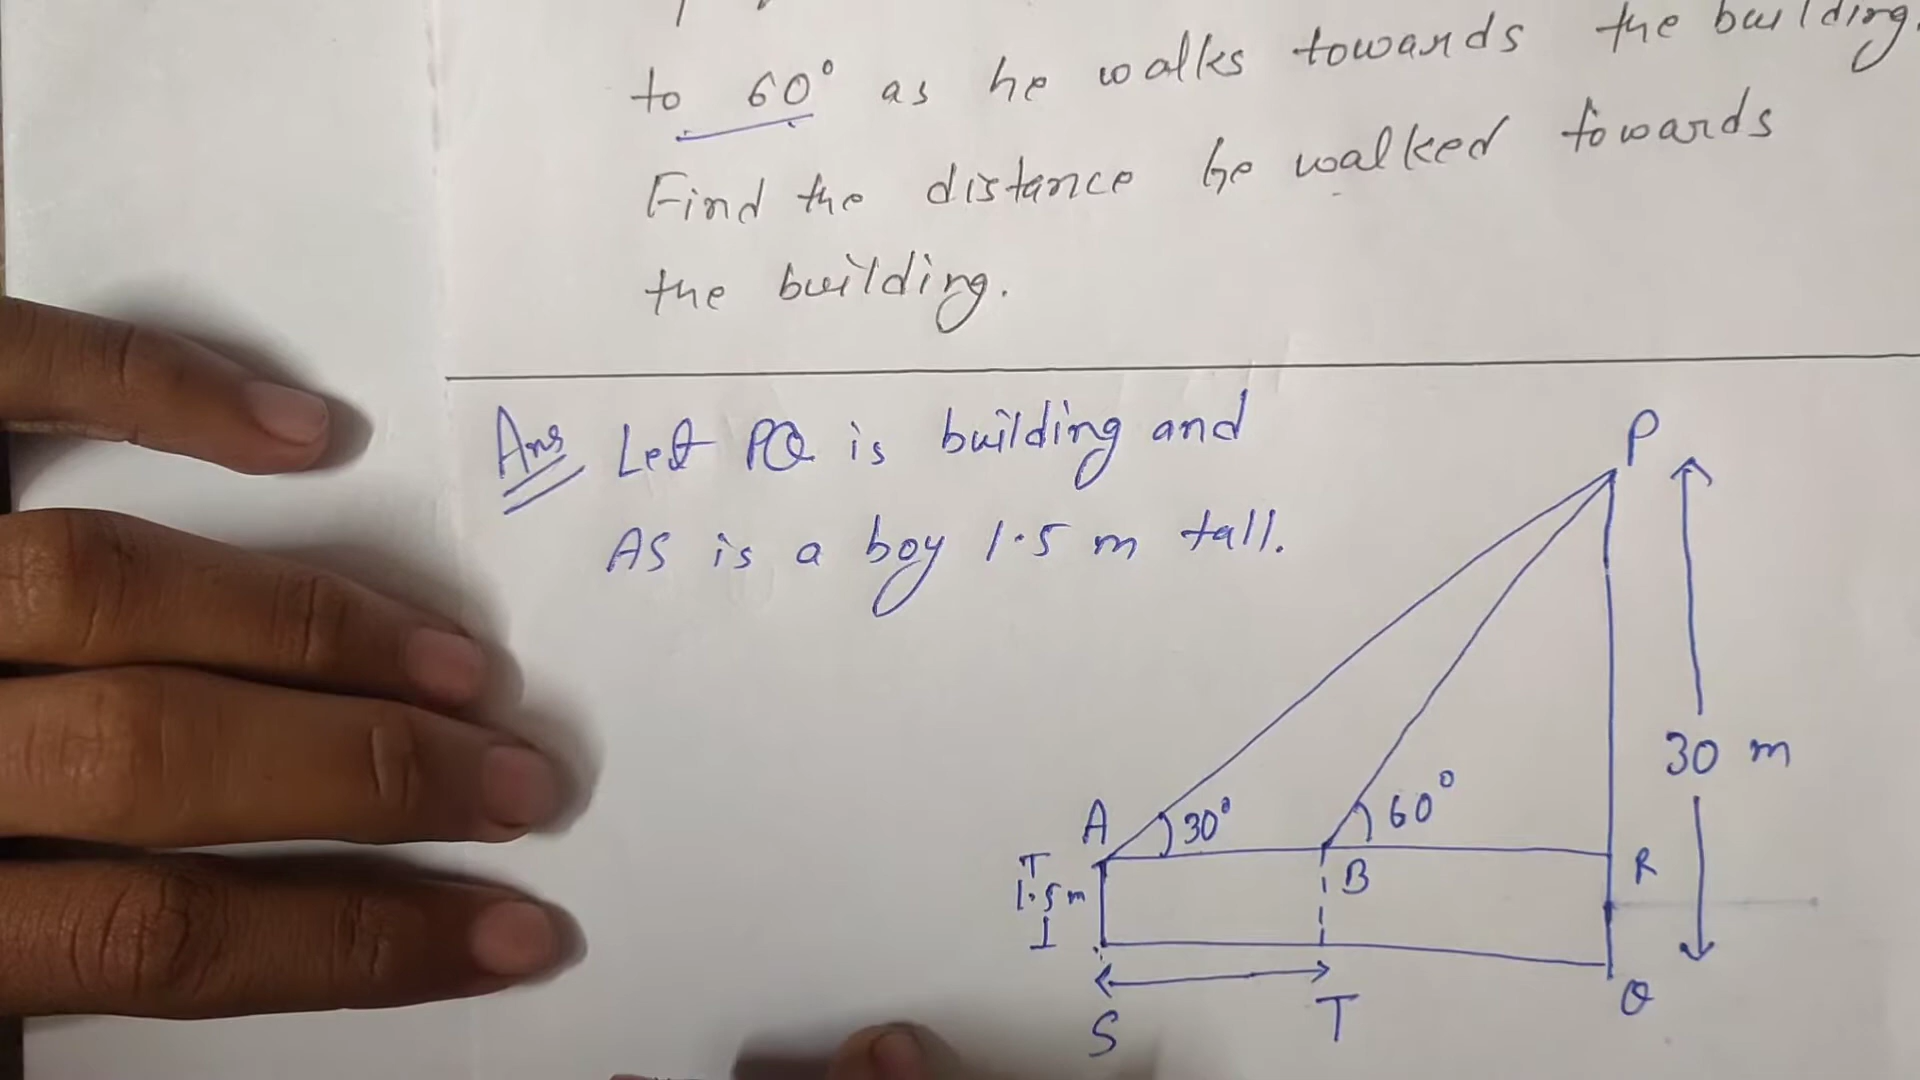 to 60° as he walks towards the building.
Find the distance he walked towards
the building.
Ans Let PQ is building and
AS is a boy 1.5 m tall.
P
30 m
A 30° 60°
1.5 m B R
S T Q